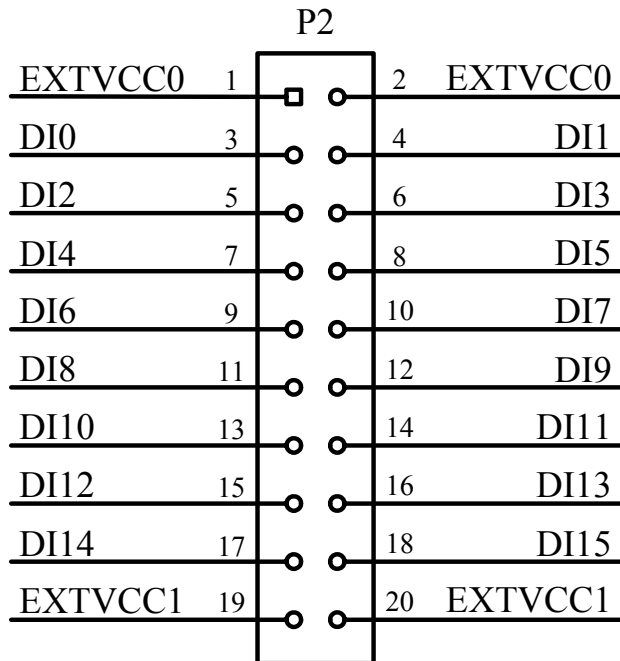 P2
EXTVCC0 1 2 EXTVCC0
DI0 3 4 DI1
DI2 5 6 DI3
DI4 7 8 DI5
DI6 9 10 DI7
DI8 11 12 DI9
DI10 13 14 DI11
DI12 15 16 DI13
DI14 17 18 DI15
EXTVCC1 19 20 EXTVCC1